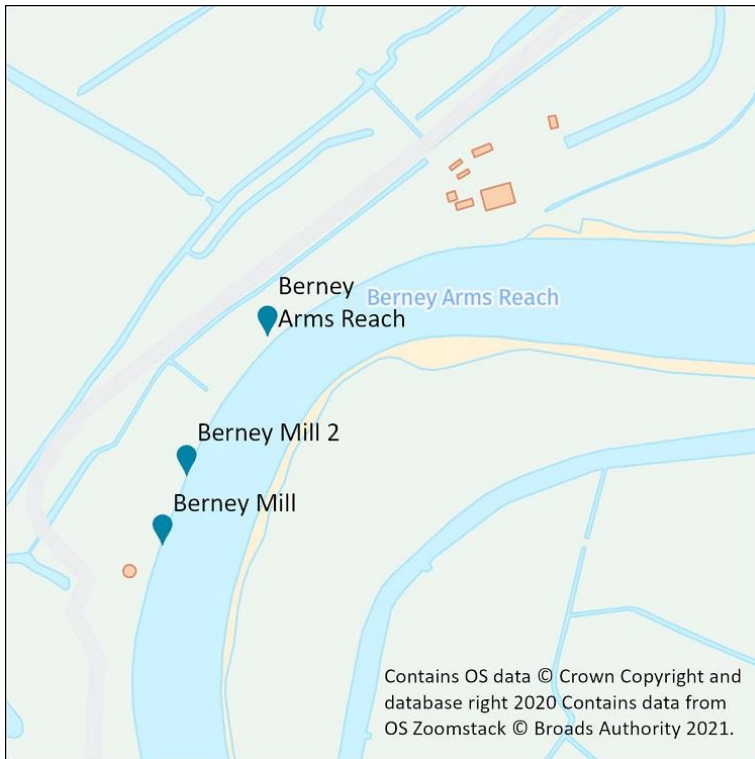 Berney
Arms Reach
Berney Arms Reach
Berney Mill 2
Berney Mill
Contains OS data © Crown Copyright and
database right 2020 Contains data from
OS Zoomstack © Broads Authority 2021.